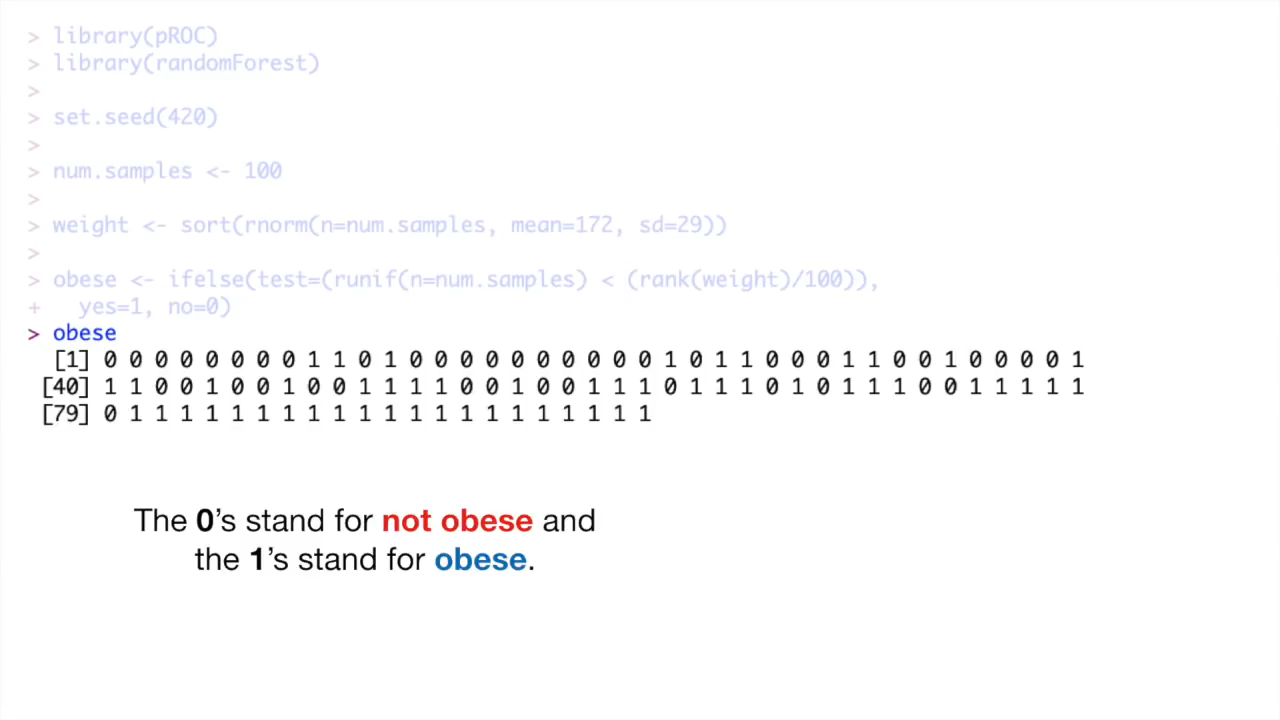 > library(pROC)
> library(randomForest)
>
> set.seed(420)
>
> num.samples <- 100
>
> weight <- sort(rnorm(n=num.samples, mean=172, sd=29))
>
> obese <- ifelse(test=(runif(n=num.samples) < (rank(weight)/100)),
+   yes=1, no=0)
> obese
[1] 0 0 0 0 0 0 0 0 1 1 0 1 0 0 0 0 0 0 0 0 0 0 1 0 1 1 0 0 0 1 1 0 0 1 0 0 0 0 1
[40] 1 1 0 0 1 0 0 1 0 0 1 1 1 1 0 0 1 0 0 1 1 1 0 1 1 1 0 1 0 1 1 1 0 0 1 1 1 1 1
[79] 0 1 1 1 1 1 1 1 1 1 1 1 1 1 1 1 1 1 1 1 1 1 1 1
The 0's stand for not obese and
the 1's stand for obese.